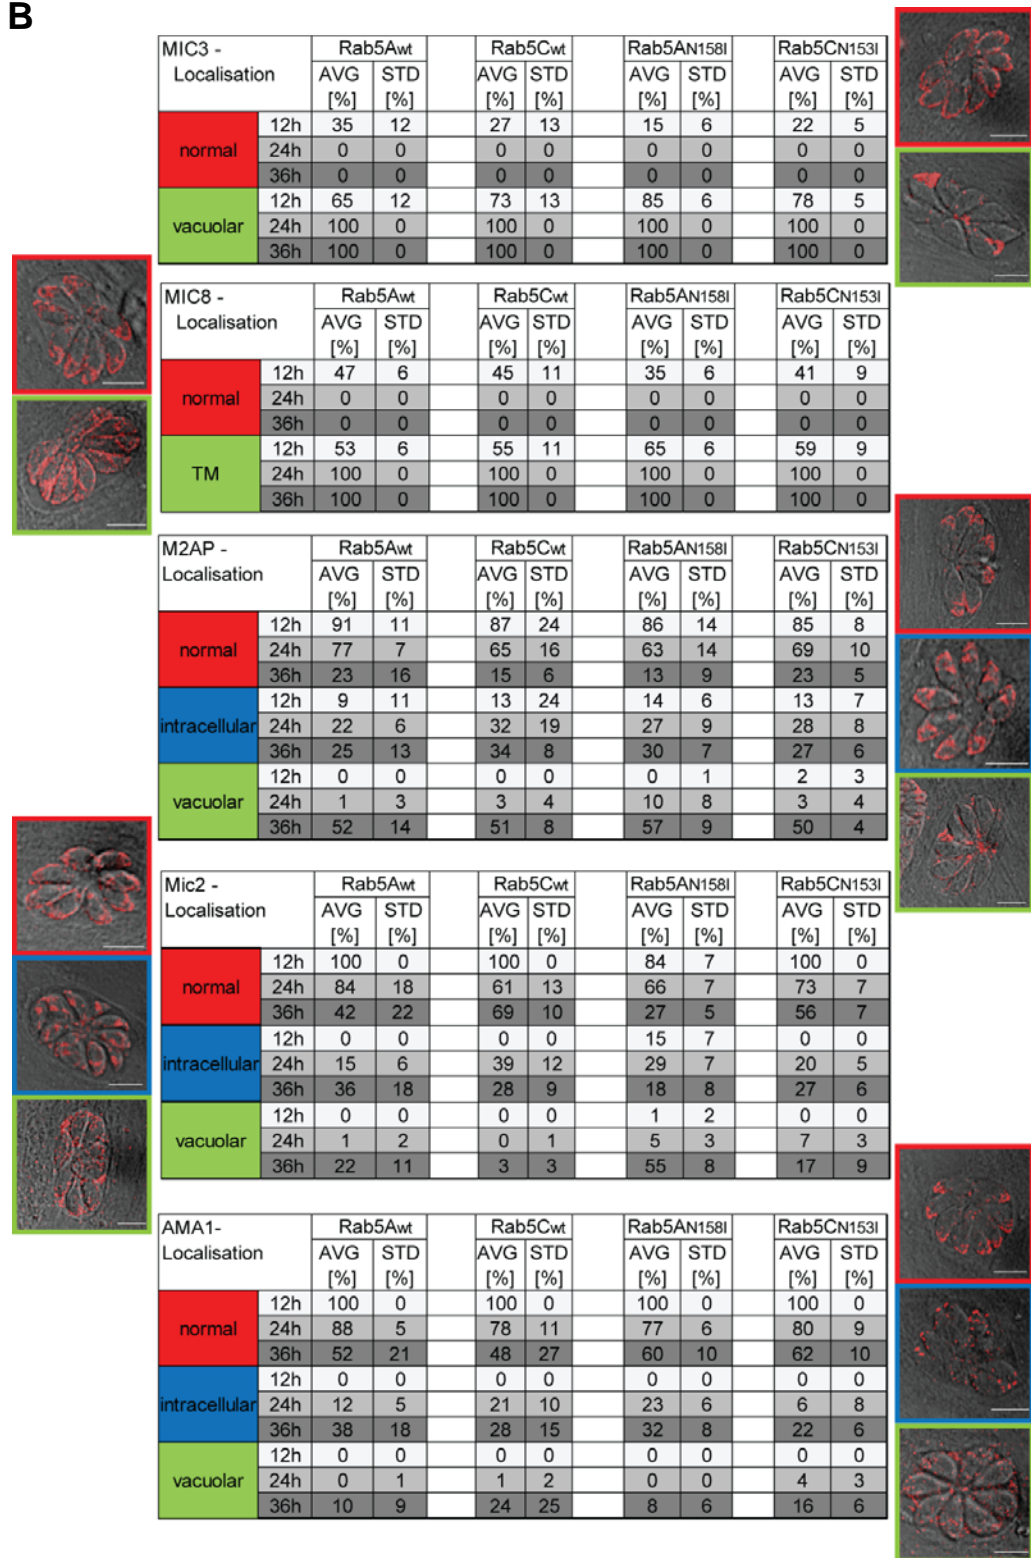 B
MIC3 - Rab5Awt Rab5Cwt Rab5AN158I Rab5CN153I
Localisation AVG STD AVG STD AVG STD AVG STD
[%] [%] [%] [%] [%] [%] [%] [%]
normal
12h 35 12 27 13 15 6 22 5
24h 0 0 0 0 0 0 0 0
36h 0 0 0 0 0 0 0 0
vacuolar
12h 65 12 73 13 85 6 78 5
24h 100 0 100 0 100 0 100 0
36h 100 0 100 0 100 0 100 0
MIC8 - Rab5Awt Rab5Cwt Rab5AN158I Rab5CN153I
Localisation AVG STD AVG STD AVG STD AVG STD
[%] [%] [%] [%] [%] [%] [%] [%]
normal
12h 47 6 45 11 35 6 41 9
24h 0 0 0 0 0 0 0 0
36h 0 0 0 0 0 0 0 0
TM
12h 53 6 55 11 65 6 59 9
24h 100 0 100 0 100 0 100 0
36h 100 0 100 0 100 0 100 0
M2AP - Rab5Awt Rab5Cwt Rab5AN158I Rab5CN153I
Localisation AVG STD AVG STD AVG STD AVG STD
[%] [%] [%] [%] [%] [%] [%] [%]
normal
12h 91 11 87 24 86 14 85 8
24h 77 7 65 16 63 14 69 10
36h 23 16 15 6 13 9 23 5
intracellular
12h 9 11 13 24 14 6 13 7
24h 22 6 32 19 27 9 28 8
36h 25 13 34 8 30 7 27 6
vacuolar
12h 0 0 0 0 0 1 2 3
24h 1 3 3 4 10 8 3 4
36h 52 14 51 8 57 9 50 4
Mic2 - Rab5Awt Rab5Cwt Rab5AN158I Rab5CN153I
Localisation AVG STD AVG STD AVG STD AVG STD
[%] [%] [%] [%] [%] [%] [%] [%]
normal
12h 100 0 100 0 84 7 100 0
24h 84 18 61 13 66 7 73 7
36h 42 22 69 10 27 5 56 7
intracellular
12h 0 0 0 0 15 7 0 0
24h 15 6 39 12 29 7 20 5
36h 36 18 28 9 18 8 27 6
vacuolar
12h 0 0 0 0 1 2 0 0
24h 1 2 0 1 5 3 7 3
36h 22 11 3 3 55 8 17 9
AMA1- Rab5Awt Rab5Cwt Rab5AN158I Rab5CN153I
Localisation AVG STD AVG STD AVG STD AVG STD
[%] [%] [%] [%] [%] [%] [%] [%]
normal
12h 100 0 100 0 100 0 100 0
24h 88 5 78 11 77 6 80 9
36h 52 21 48 27 60 10 62 10
intracellular
12h 0 0 0 0 0 0 0 0
24h 12 5 21 10 23 6 6 8
36h 38 18 28 15 32 8 22 6
vacuolar
12h 0 0 0 0 0 0 0 0
24h 0 1 1 2 0 0 4 3
36h 10 9 24 25 8 6 16 6